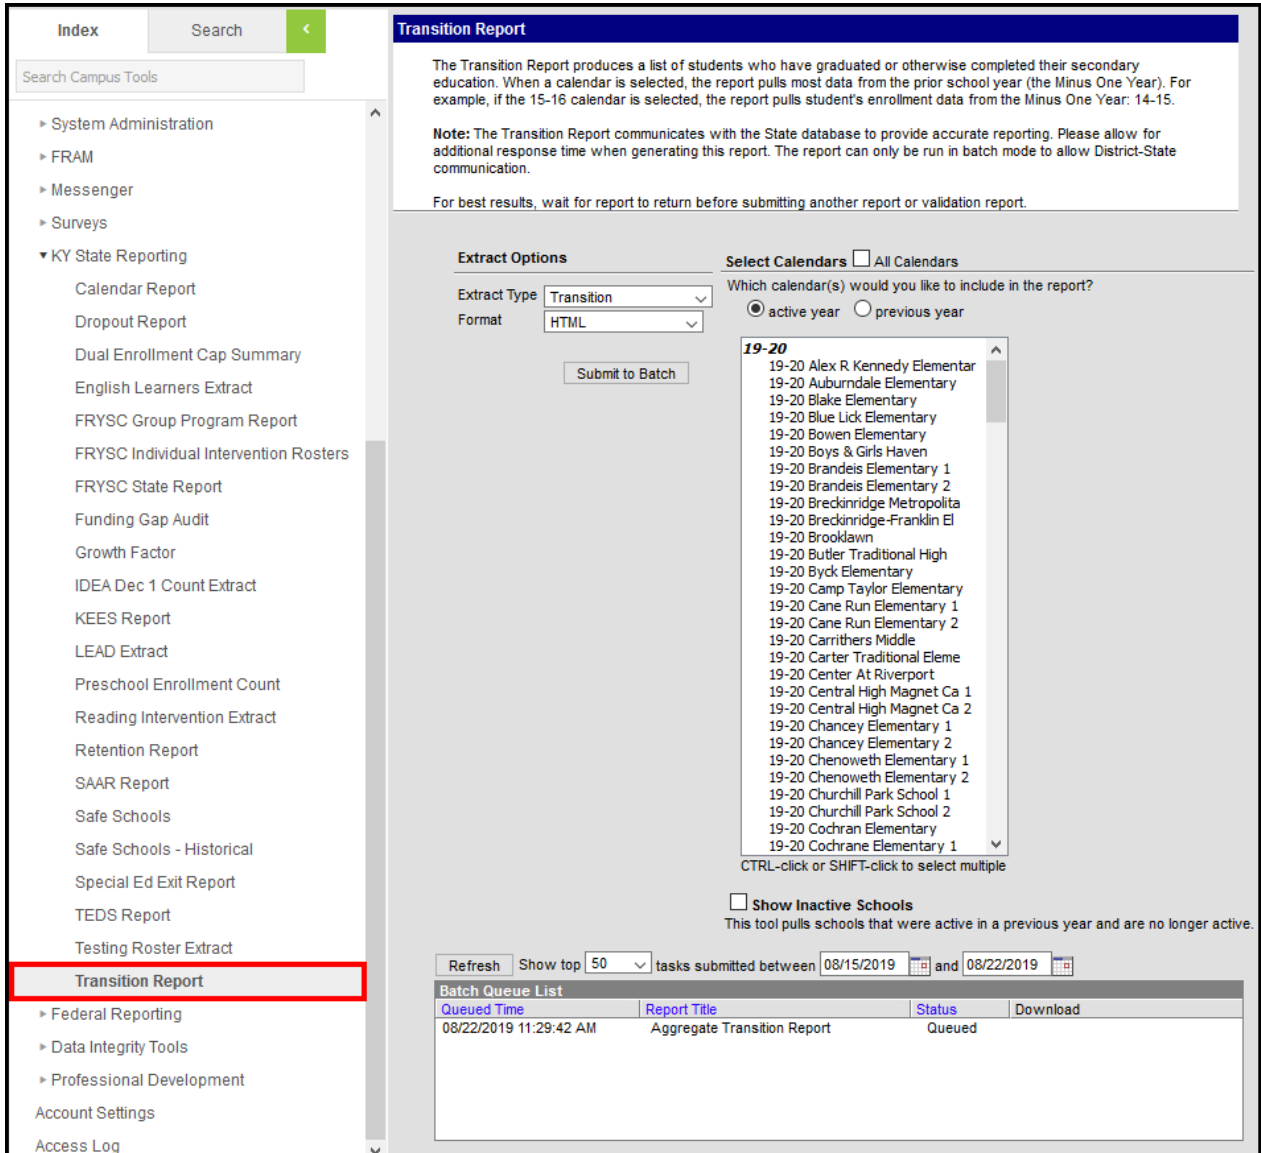 Index
Search
<
Search Campus Tools
System Administration
FRAM
Messenger
Surveys
KY State Reporting
Calendar Report
Dropout Report
Dual Enrollment Cap Summary
English Learners Extract
FRYSC Group Program Report
FRYSC Individual Intervention Rosters
FRYSC State Report
Funding Gap Audit
Growth Factor
IDEA Dec 1 Count Extract
KEES Report
LEAD Extract
Preschool Enrollment Count
Reading Intervention Extract
Retention Report
SAAR Report
Safe Schools
Safe Schools - Historical
Special Ed Exit Report
TEDS Report
Testing Roster Extract
Transition Report
Federal Reporting
Data Integrity Tools
Professional Development
Account Settings
Access Log
Transition Report
The Transition Report produces a list of students who have graduated or otherwise completed their secondary
education. When a calendar is selected, the report pulls most data from the prior school year (the Minus One Year). For
example, if the 15-16 calendar is selected, the report pulls student's enrollment data from the Minus One Year: 14-15.
Note: The Transition Report communicates with the State database to provide accurate reporting. Please allow for
additional response time when generating this report. The report can only be run in batch mode to allow District-State
communication.
For best results, wait for report to return before submitting another report or validation report.
Extract Options
Extract Type Transition
Format HTML
Submit to Batch
Select Calendars All Calendars
Which calendar(s) would you like to include in the report?
active year previous year
19-20
19-20 Alex R Kennedy Elementar
19-20 Auburndale Elementary
19-20 Blake Elementary
19-20 Blue Lick Elementary
19-20 Bowen Elementary
19-20 Boys & Girls Haven
19-20 Brandeis Elementary 1
19-20 Brandeis Elementary 2
19-20 Breckinridge Metropolita
19-20 Breckinridge-Franklin El
19-20 Brooklawn
19-20 Butler Traditional High
19-20 Byck Elementary
19-20 Camp Taylor Elementary
19-20 Cane Run Elementary 1
19-20 Cane Run Elementary 2
19-20 Carrithers Middle
19-20 Carter Traditional Eleme
19-20 Center At Riverport
19-20 Central High Magnet Ca 1
19-20 Central High Magnet Ca 2
19-20 Chancey Elementary 1
19-20 Chancey Elementary 2
19-20 Chenoweth Elementary 1
19-20 Chenoweth Elementary 2
19-20 Churchill Park School 1
19-20 Churchill Park School 2
19-20 Cochran Elementary
19-20 Cochrane Elementary 1
CTRL-click or SHIFT-click to select multiple
Show Inactive Schools
This tool pulls schools that were active in a previous year and are no longer active.
Refresh Show top 50 tasks submitted between 08/15/2019 and 08/22/2019
Batch Queue List
Queued Time Report Title Status Download
08/22/2019 11:29:42 AM Aggregate Transition Report Queued